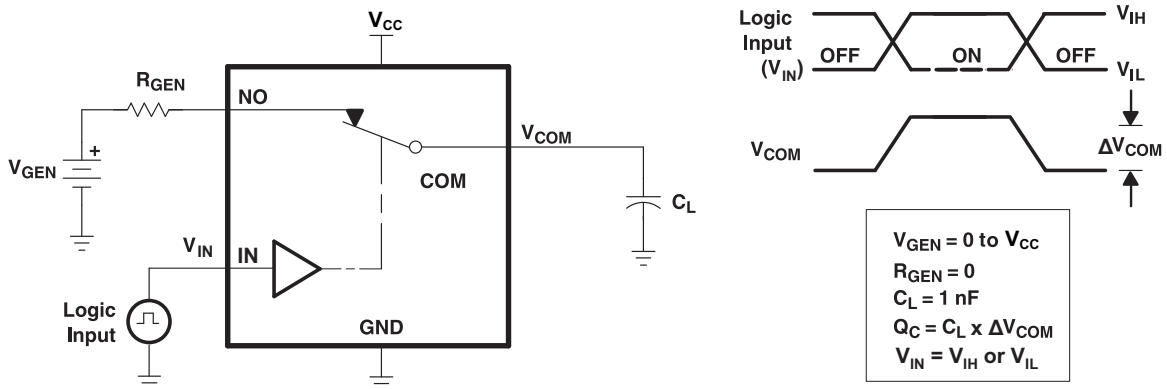 V_CC
R_GEN
NO
V_GEN
+
V_COM
COM
C_L
V_IN
IN
Logic
Input
GND
Logic
Input
(V_IN)
OFF
ON
OFF
V_IH
V_IL
V_COM
ΔV_COM
V_GEN = 0 to V_CC
R_GEN = 0
C_L = 1 nF
Q_C = C_L x ΔV_COM
V_IN = V_IH or V_IL